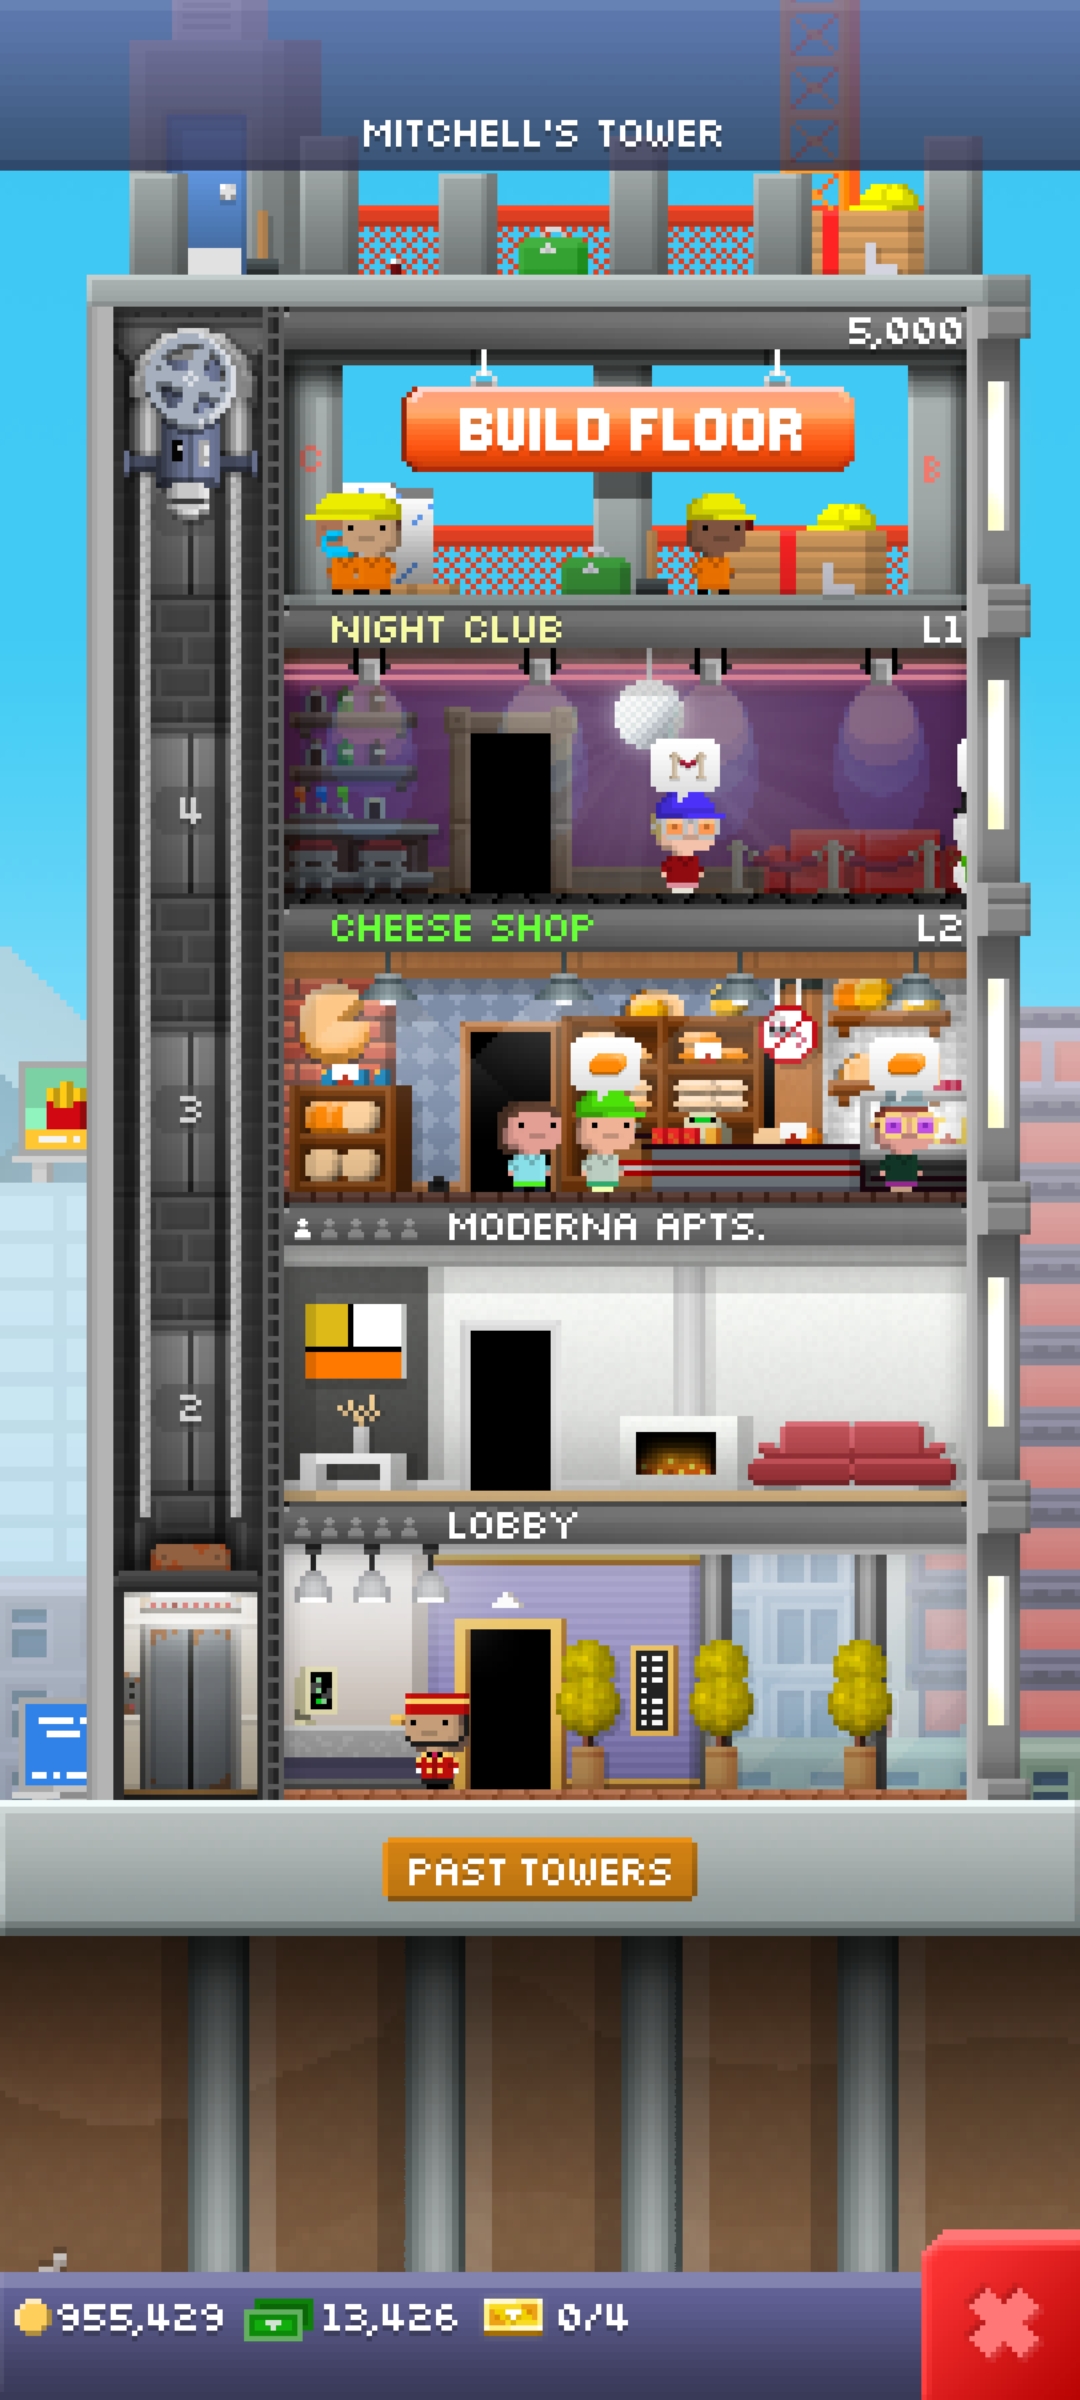 MITCHELL'S TOWER
5,000
BUILD FLOOR
C
B
NIGHT CLUB L1
4
CHEESE SHOP L2
3
MODERNA APTS.
2
LOBBY
PAST TOWERS
955,429 13,426 0/4